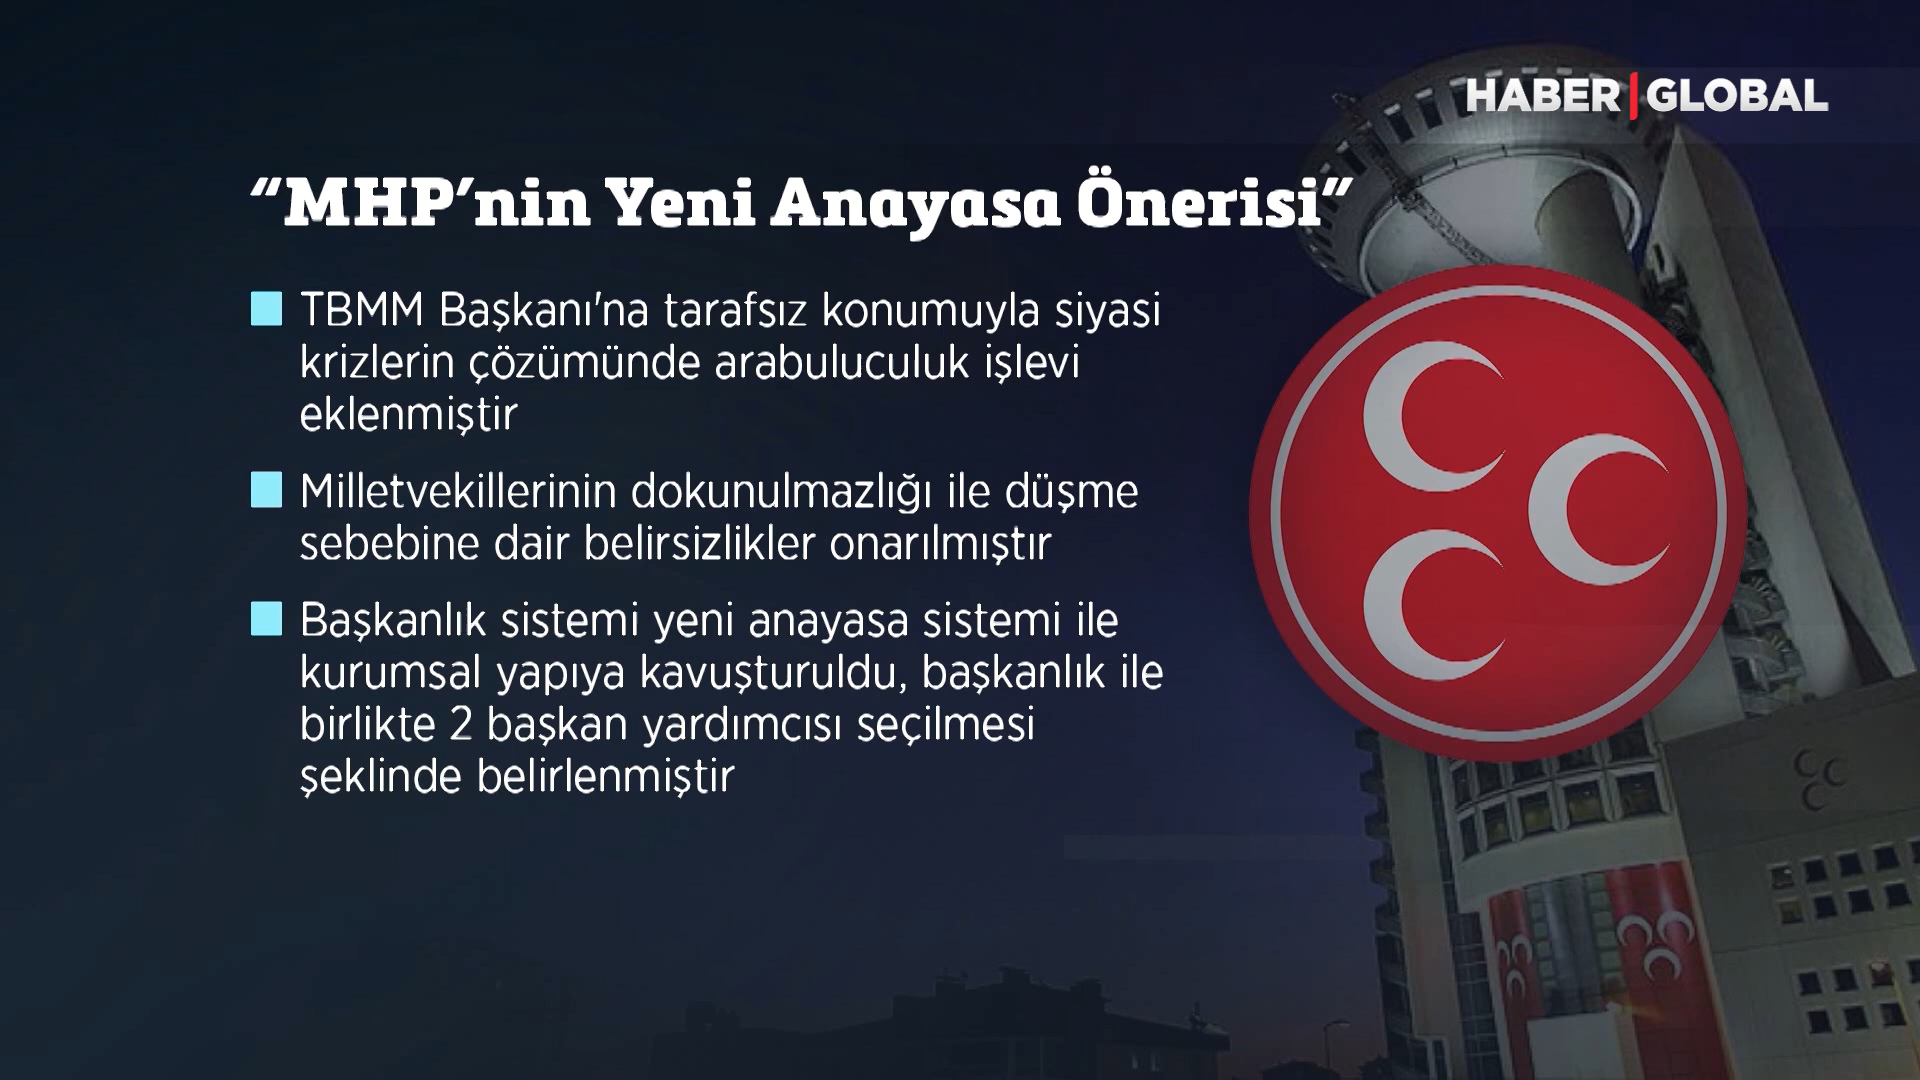 HABER GLOBAL
“MHP’nin Yeni Anayasa Önerisi”
TBMM Başkanı'na tarafsız konumuyla siyasi
krizlerin çözümünde arabuluculuk işlevi
eklenmiştir
Milletvekillerinin dokunulmazlığı ile düşme
sebebine dair belirsizlikler onarılmıştır
Başkanlık sistemi yeni anayasa sistemi ile
kurumsal yapıya kavuşturuldu, başkanlık ile
birlikte 2 başkan yardımcısı seçilmesi
şeklinde belirlenmiştir